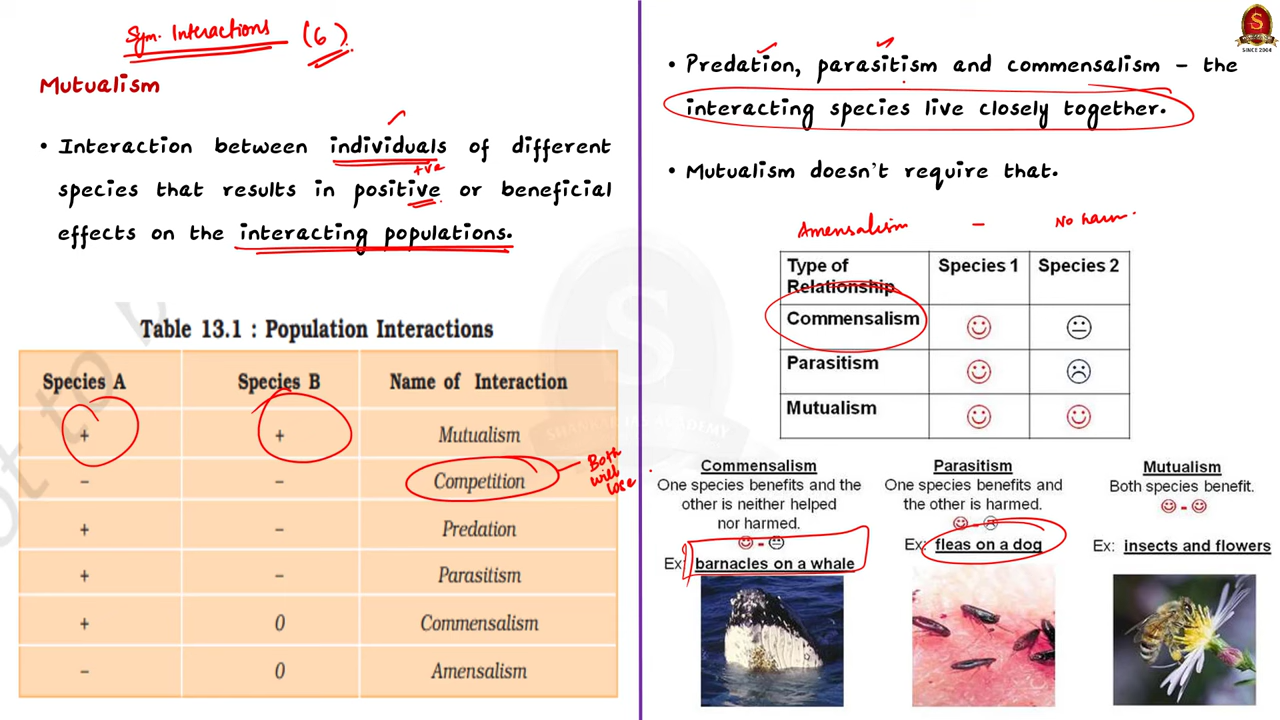 Sym. Interactions (6)
Mutualism
• Interaction between individuals of different
+ve
species that results in positive or beneficial
effects on the interacting populations.
Table 13.1 : Population Interactions
Species A Species B Name of Interaction
+ + Mutualism
– – Competition
Both
will
lose
+ – Predation
+ – Parasitism
+ 0 Commensalism
– 0 Amensalism
S
SINCE 2004
• Predation, parasitism and commensalism – the
interacting species live closely together.
• Mutualism doesn't require that.
Amensalism – No harm.
Type of Species 1 Species 2
Relationship
Commensalism
Parasitism
Mutualism
Commensalism
One species benefits and the
other is neither helped
nor harmed.
-
Ex: barnacles on a whale
Parasitism
One species benefits and
the other is harmed.
-
Ex: fleas on a dog
Mutualism
Both species benefit.
-
Ex: insects and flowers